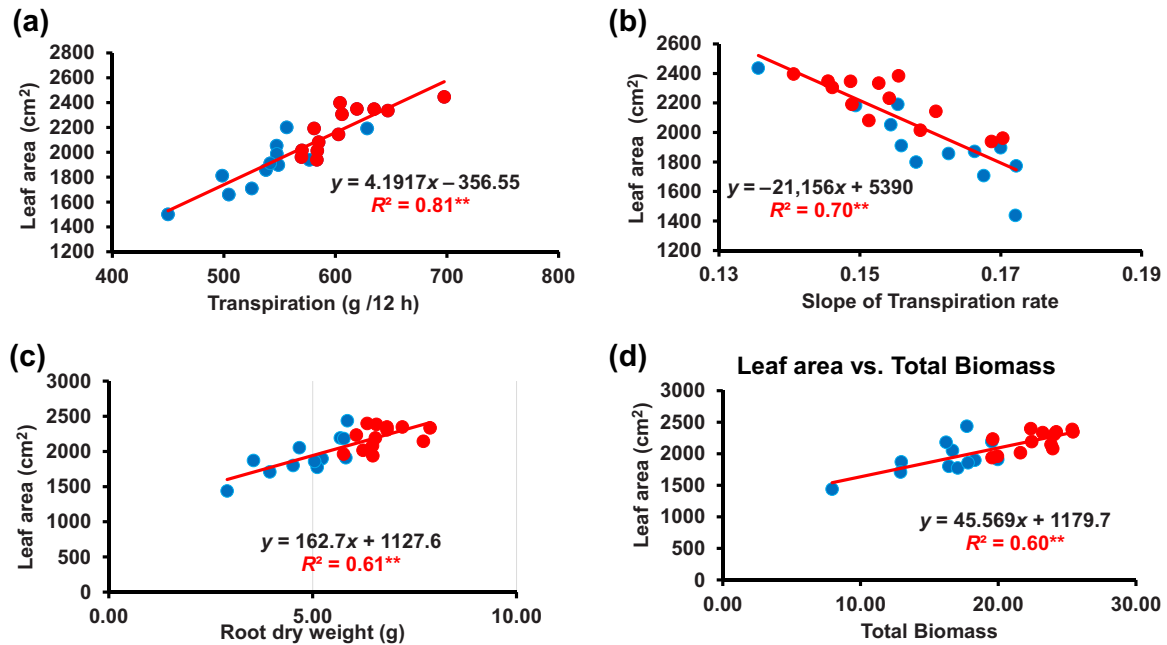 (a)
2800
2600
2400
2200
2000
1800
1600
1400
1200
Leaf area (cm²)
y = 4.1917x – 356.55
R² = 0.81**
400 500 600 700 800
Transpiration (g /12 h)
(b)
2600
2400
2200
2000
1800
1600
1400
1200
Leaf area (cm²)
y = –21,156x + 5390
R² = 0.70**
0.13 0.15 0.17 0.19
Slope of Transpiration rate
(c)
3000
2500
2000
1500
1000
500
0
Leaf area (cm²)
y = 162.7x + 1127.6
R² = 0.61**
0.00 5.00 10.00
Root dry weight (g)
(d)
Leaf area vs. Total Biomass
3000
2500
2000
1500
1000
500
0
Leaf area (cm²)
y = 45.569x + 1179.7
R² = 0.60**
0.00 10.00 20.00 30.00
Total Biomass